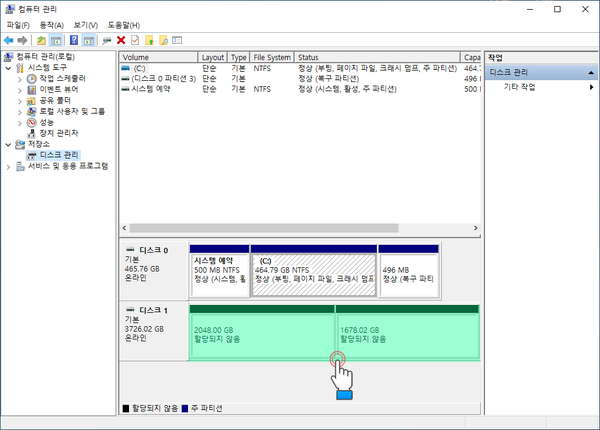 컴퓨터 관리
파일(F) 동작(A) 보기(V) 도움말(H)
컴퓨터 관리(로컬)
시스템 도구
작업 스케줄러
이벤트 뷰어
공유 폴더
로컬 사용자 및 그룹
성능
장치 관리자
저장소
디스크 관리
서비스 및 응용 프로그램
Volume Layout Type File System Status Capa
(C:) 단순 기본 NTFS 정상 (부팅, 페이지 파일, 크래시 덤프, 주 파티션) 464.7
(디스크 0 파티션 3) 단순 기본 정상 (복구 파티션) 496 M
시스템 예약 단순 기본 NTFS 정상 (시스템, 활성, 주 파티션) 500 M
작업
디스크 관리
기타 작업
디스크 0
기본
465.76 GB
온라인
시스템 예약
500 MB NTFS
정상 (시스템, 활
(C:)
464.79 GB NTFS
정상 (부팅, 페이지 파일, 크래시 덤프
496 MB
정상 (복구 파티
디스크 1
기본
3726.02 GB
온라인
2048.00 GB
할당되지 않음
1678.02 GB
할당되지 않음
할당되지 않음 주 파티션